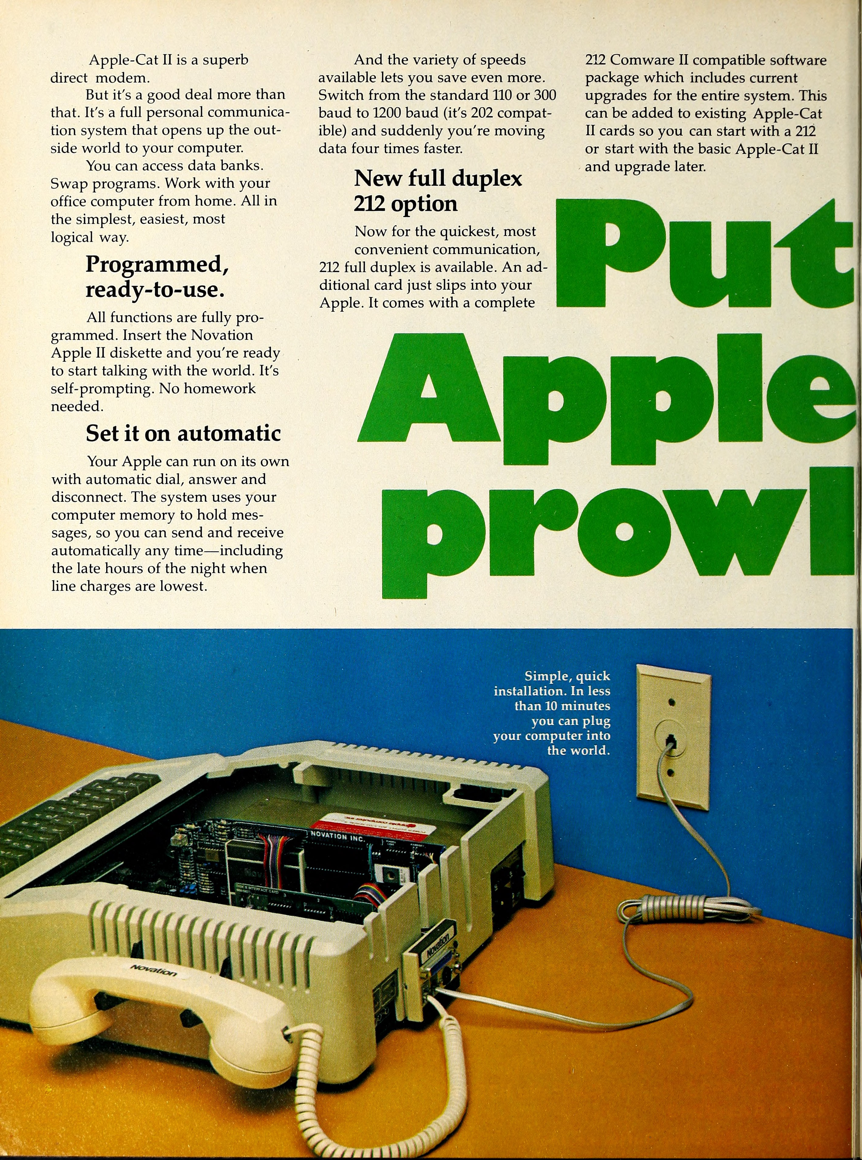 Apple-Cat II is a superb
direct modem.
But it's a good deal more than
that. It's a full personal communica-
tion system that opens up the out-
side world to your computer.
You can access data banks.
Swap programs. Work with your
office computer from home. All in
the simplest, easiest, most
logical way.
Programmed,
ready-to-use.
All functions are fully pro-
grammed. Insert the Novation
Apple II diskette and you're ready
to start talking with the world. It's
self-prompting. No homework
needed.
Set it on automatic
Your Apple can run on its own
with automatic dial, answer and
disconnect. The system uses your
computer memory to hold mes-
sages, so you can send and receive
automatically any time—including
the late hours of the night when
line charges are lowest.
And the variety of speeds
available lets you save even more.
Switch from the standard 110 or 300
baud to 1200 baud (it's 202 compat-
ible) and suddenly you're moving
data four times faster.
New full duplex
212 option
Now for the quickest, most
convenient communication,
212 full duplex is available. An ad-
ditional card just slips into your
Apple. It comes with a complete
212 Comware II compatible software
package which includes current
upgrades for the entire system. This
can be added to existing Apple-Cat
II cards so you can start with a 212
or start with the basic Apple-Cat II
and upgrade later.
Put
Apple
prowl
Simple, quick
installation. In less
than 10 minutes
you can plug
your computer into
the world.
NOVATION INC.
Novation
Novation